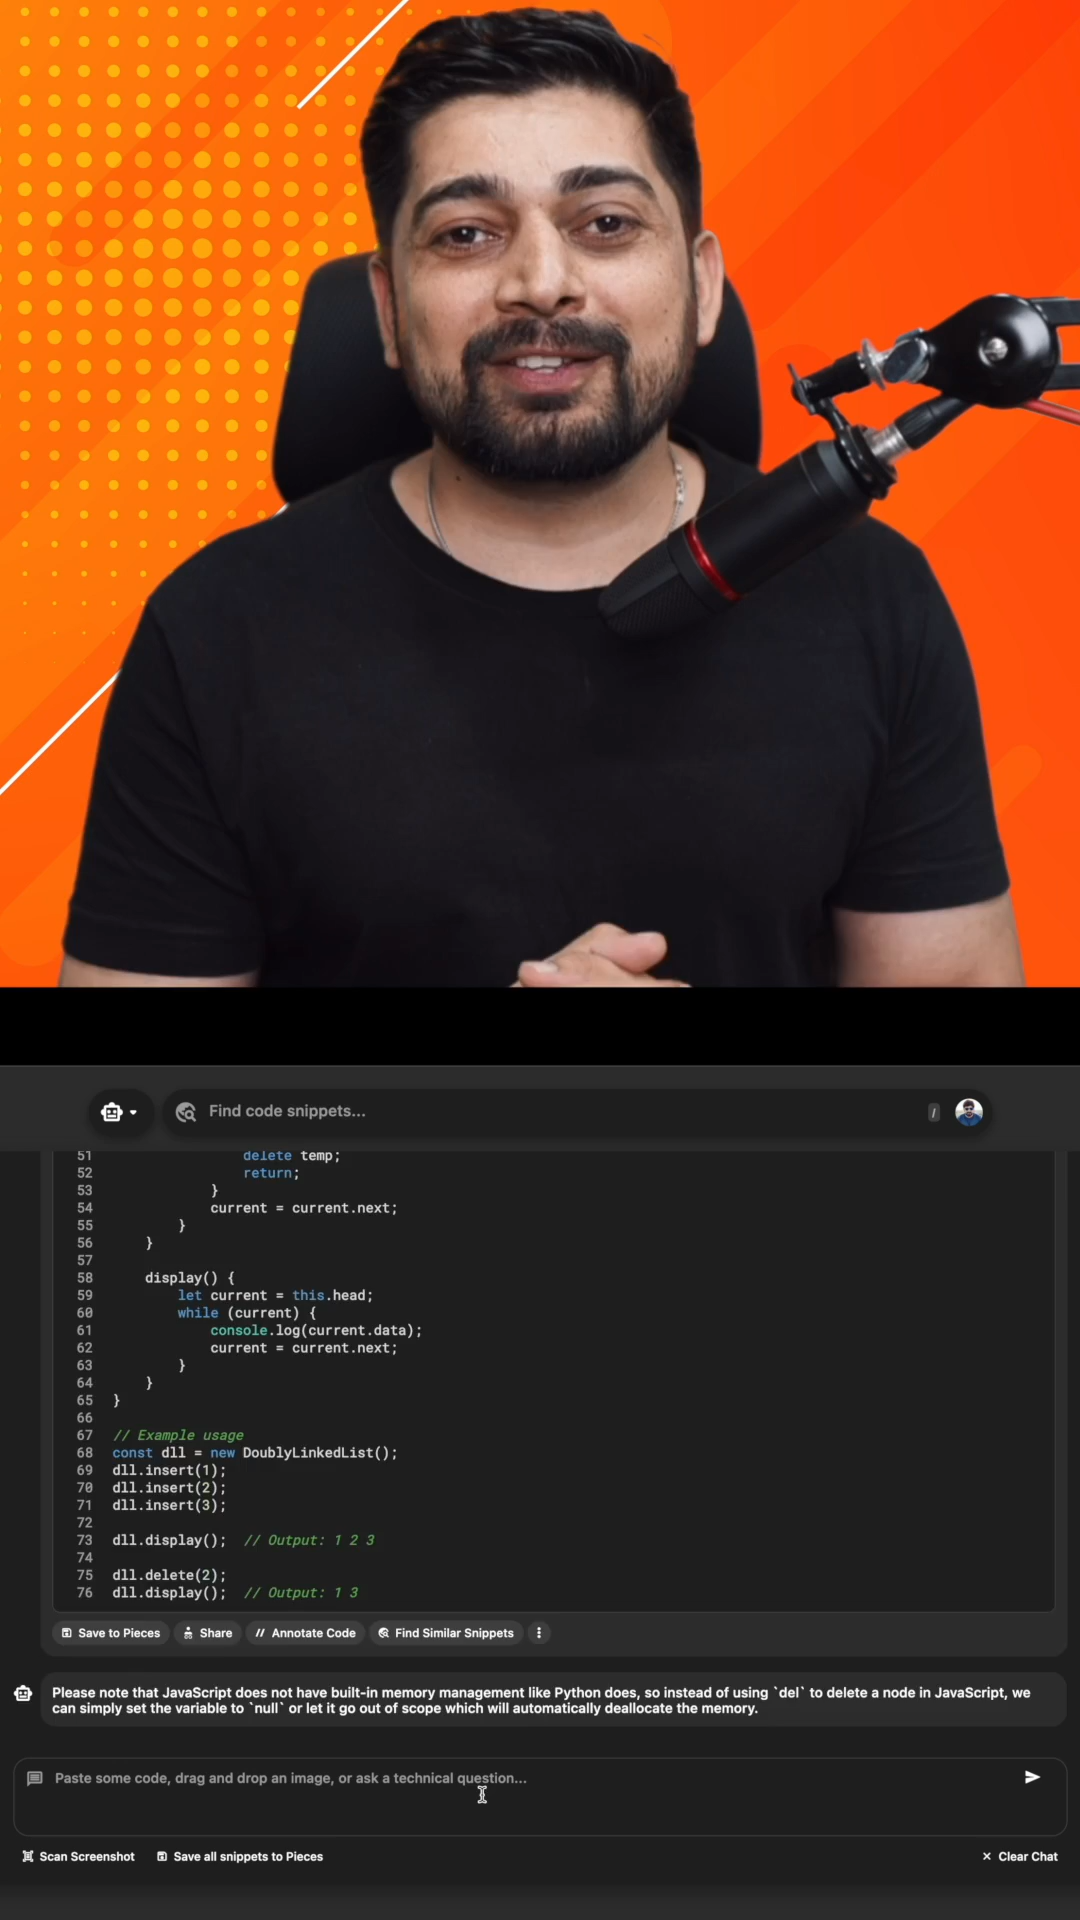 Find code snippets... /
51 delete temp;
52 return;
53 }
54 current = current.next;
55 }
56 }
57
58 display() {
59 let current = this.head;
60 while (current) {
61 console.log(current.data);
62 current = current.next;
63 }
64 }
65 }
66
67 // Example usage
68 const dll = new DoublyLinkedList();
69 dll.insert(1);
70 dll.insert(2);
71 dll.insert(3);
72
73 dll.display(); // Output: 1 2 3
74
75 dll.delete(2);
76 dll.display(); // Output: 1 3
Save to Pieces Share // Annotate Code Find Similar Snippets
Please note that JavaScript does not have built-in memory management like Python does, so instead of using `del` to delete a node in JavaScript, we
can simply set the variable to `null` or let it go out of scope which will automatically deallocate the memory.
Paste some code, drag and drop an image, or ask a technical question...
Scan Screenshot Save all snippets to Pieces × Clear Chat